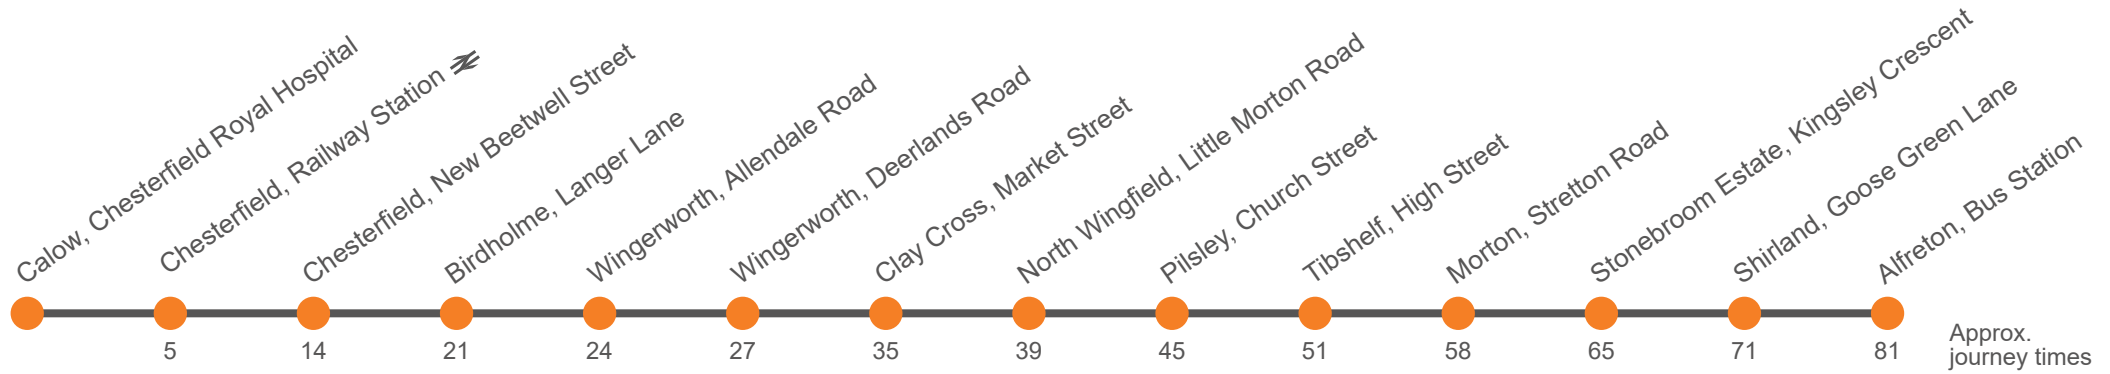 Calow, Chesterfield Royal Hospital
Chesterfield, Railway Station
Chesterfield, New Beetwell Street
Birdholme, Langer Lane
Wingerworth, Allendale Road
Wingerworth, Deerlands Road
Clay Cross, Market Street
North Wingfield, Little Morton Road
Pilsley, Church Street
Tibshelf, High Street
Morton, Stretton Road
Stonebroom Estate, Kingsley Crescent
Shirland, Goose Green Lane
Alfreton, Bus Station
5 14 21 24 27 35 39 45 51 58 65 71 81
Approx.
journey times